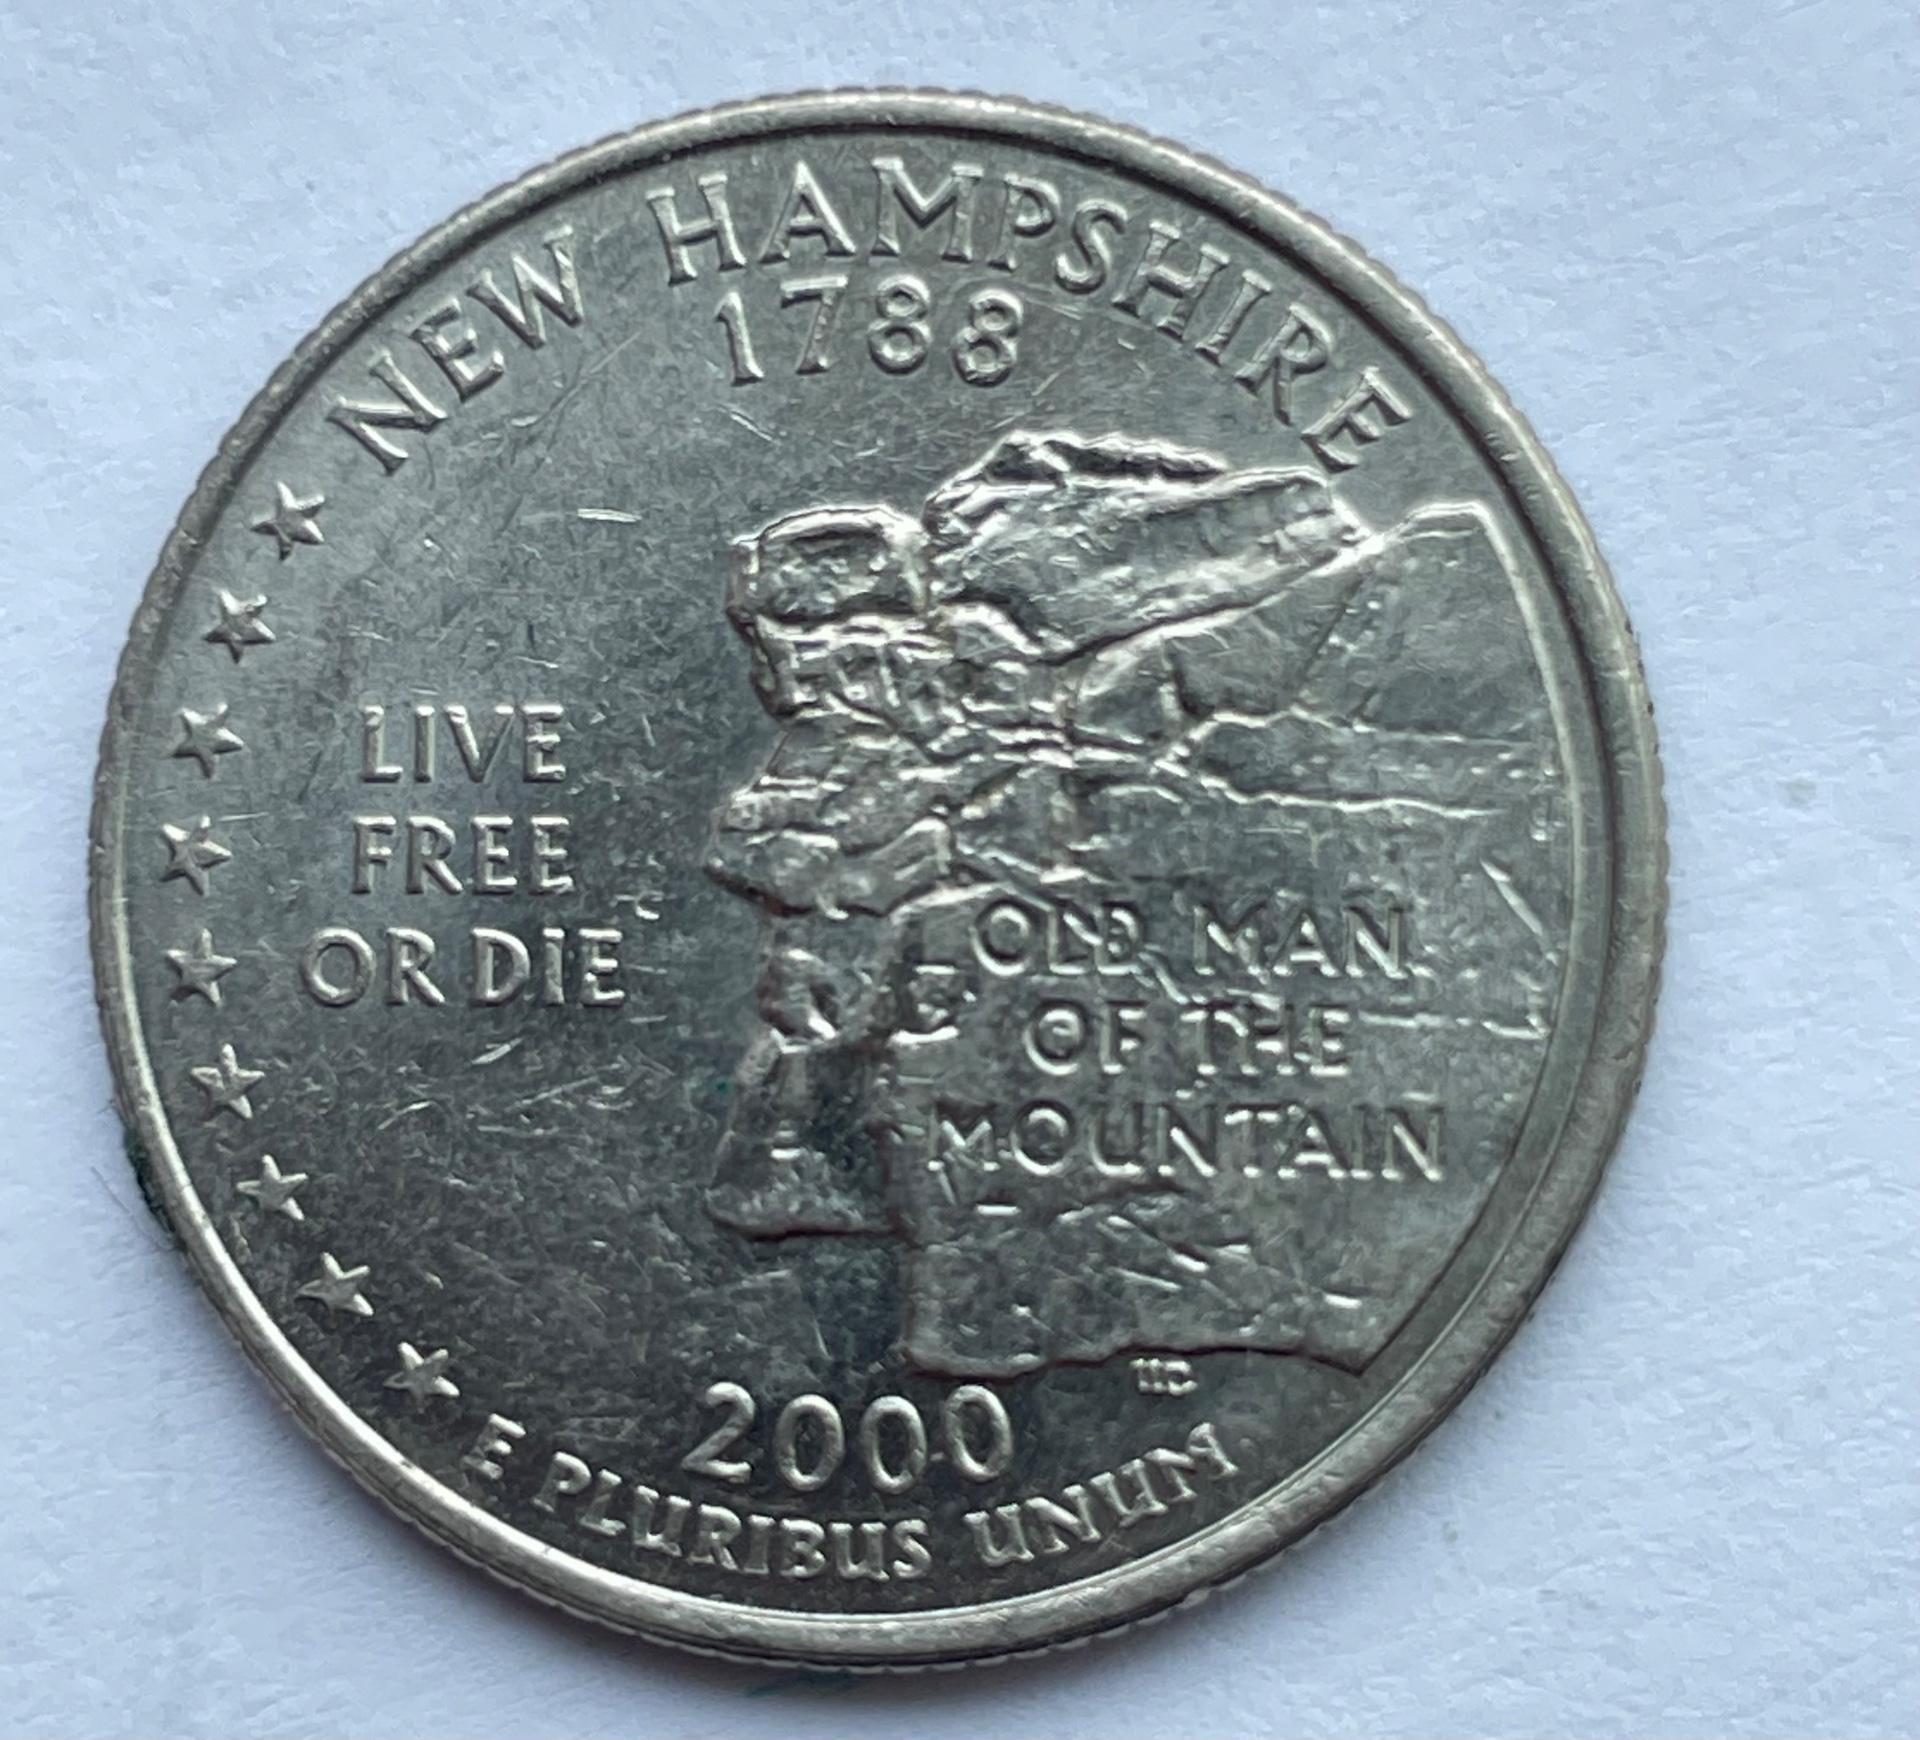 NEW HAMPSHIRE
1788
LIVE
FREE
OR DIE
OLD MAN
OF THE
MOUNTAIN
2000
E PLURIBUS UNUM